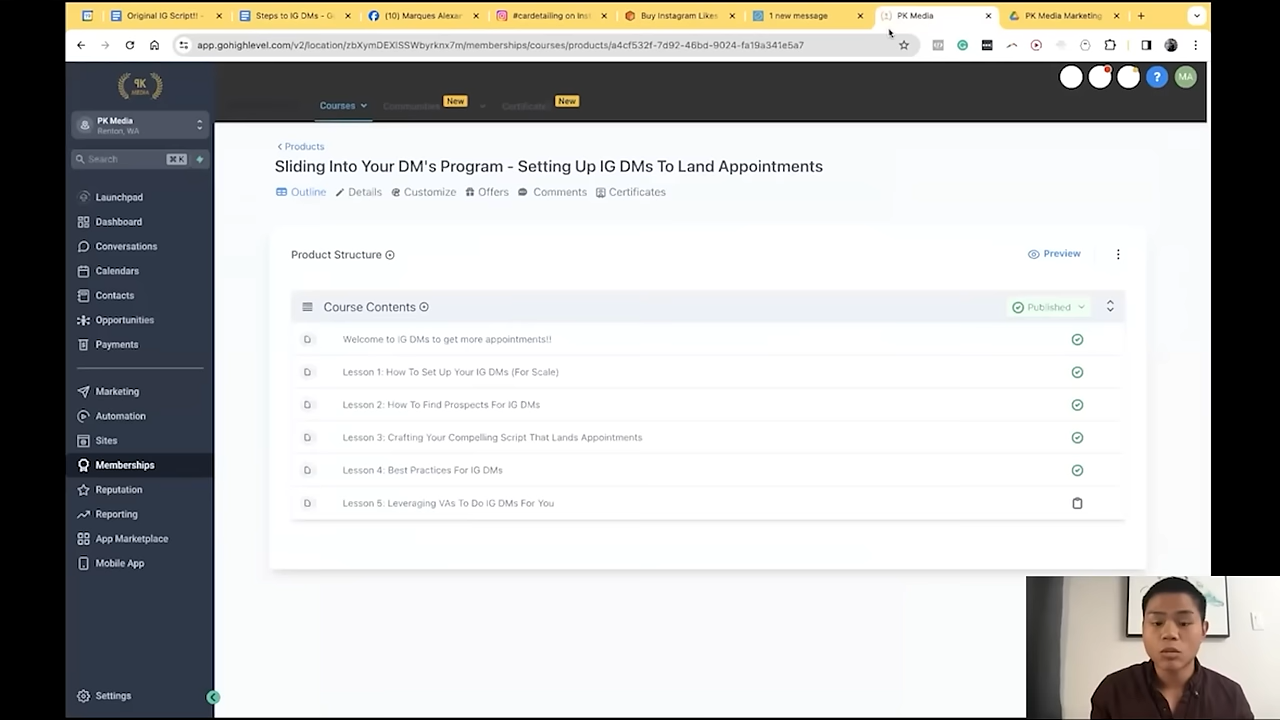 Original IG Script!! -
Steps to IG DMs - G
(10) Marques Alexar
#cardetailing on Inst
Buy Instagram Likes
1 new message
PK Media
PK Media Marketing
app.gohighlevel.com/v2/location/zbXymDEXISSWbyrknx7m/memberships/courses/products/a4cf532f-7d92-46bd-9024-fa19a341e5a7
PK
MEDIA
Courses
Communities
New
Certificate
New
?
MA
PK Media
Renton, WA
Search
⌘ K
Launchpad
Dashboard
Conversations
Calendars
Contacts
Opportunities
Payments
Marketing
Automation
Sites
Memberships
Reputation
Reporting
App Marketplace
Mobile App
Settings
Products
Sliding Into Your DM's Program - Setting Up IG DMs To Land Appointments
Outline
Details
Customize
Offers
Comments
Certificates
Product Structure
Preview
Course Contents
Published
Welcome to IG DMs to get more appointments!!
Lesson 1: How To Set Up Your IG DMs (For Scale)
Lesson 2: How To Find Prospects For IG DMs
Lesson 3: Crafting Your Compelling Script That Lands Appointments
Lesson 4: Best Practices For IG DMs
Lesson 5: Leveraging VAs To Do IG DMs For You